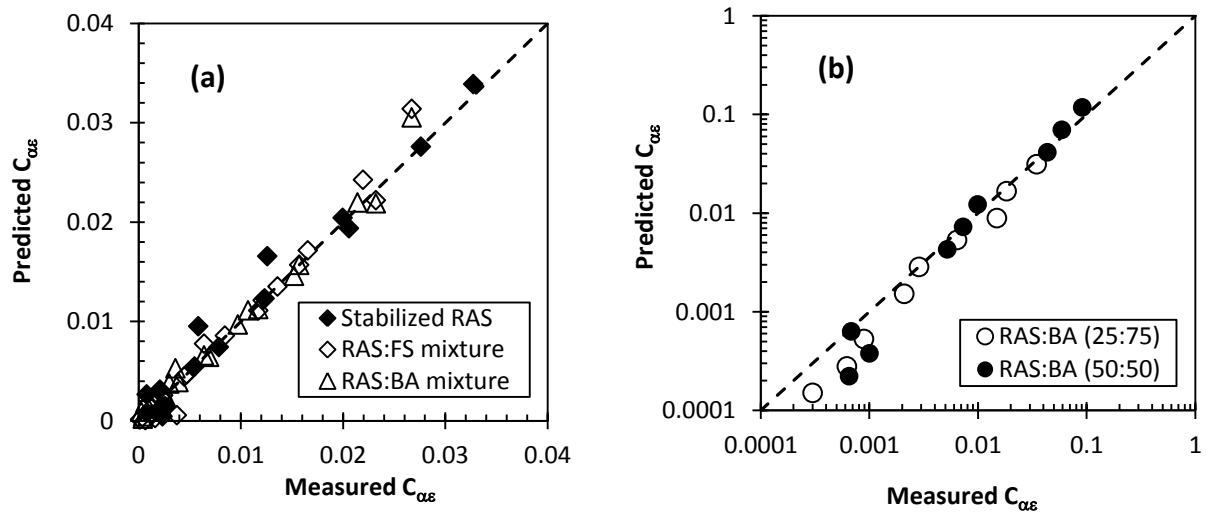 (a)
Predicted Cαε
0.04
0.03
0.02
0.01
0
Stabilized RAS
RAS:FS mixture
RAS:BA mixture
0 0.01 0.02 0.03 0.04
Measured Cαε
(b)
Predicted Cαε
1
0.1
0.01
0.001
0.0001
RAS:BA (25:75)
RAS:BA (50:50)
0.0001 0.001 0.01 0.1 1
Measured Cαε